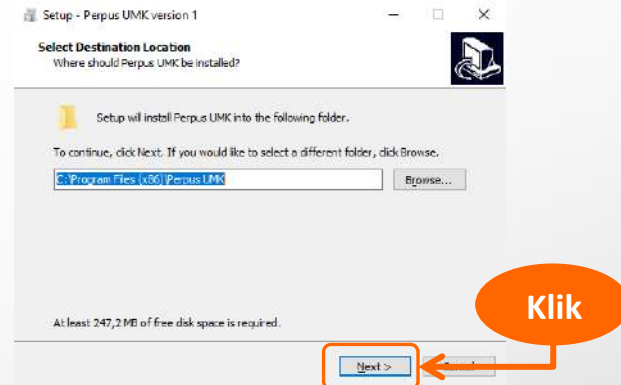 Setup - Perpus UMK version 1
Select Destination Location
Where should Perpus UMK be installed?
Setup will install Perpus UMK into the following folder.
To continue, click Next. If you would like to select a different folder, click Browse.
C:\Program Files (x86)\Perpus UMK
Browse...
Klik
At least 247,2 MB of free disk space is required.
Next >